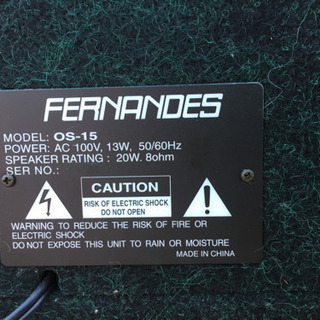 FERNANDES
MODEL: OS-15
POWER: AC 100V, 13W, 50/60Hz
SPEAKER RATING : 20W. 8ohm
SER NO.:
CAUTION
RISK OF ELECTRIC SHOCK
DO NOT OPEN
WARNING TO REDUCE THE RISK OF FIRE OR
ELECTRIC SHOCK
DO NOT EXPOSE THIS UNIT TO RAIN OR MOISTURE
MADE IN CHINA